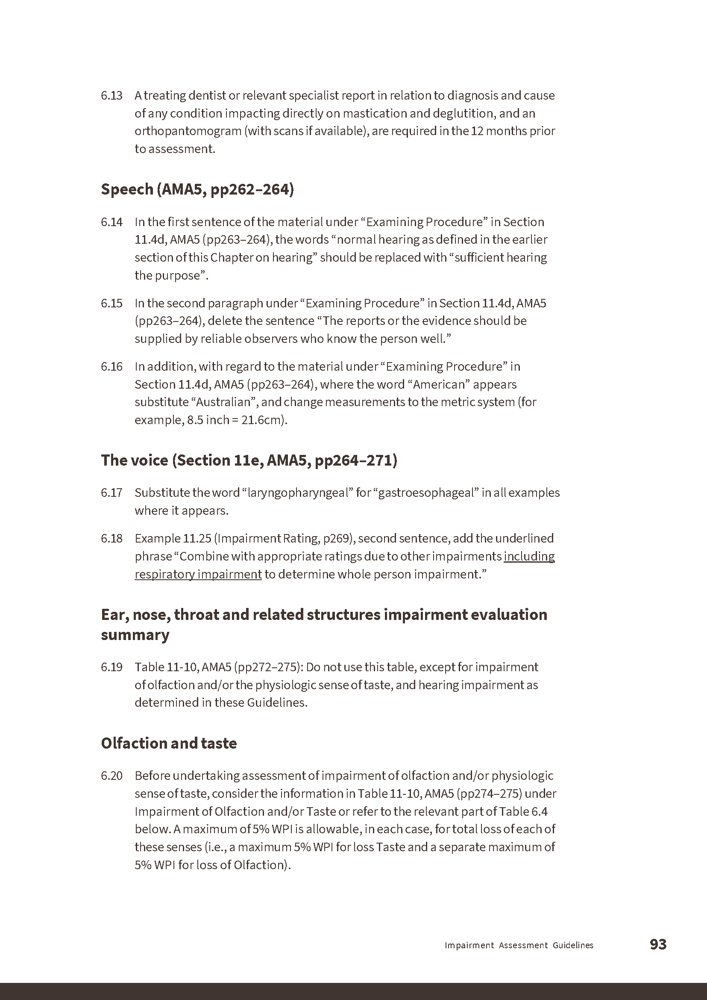 6.13 A treating dentist or relevant specialist report in relation to diagnosis and cause
of any condition impacting directly on mastication and deglutition, and an
orthopantomogram (with scans if available), are required in the 12 months prior
to assessment.
Speech (AMA5, pp262–264)
6.14 In the first sentence of the material under “Examining Procedure” in Section
11.4d, AMA5 (pp263–264), the words “normal hearing as defined in the earlier
section of this Chapter on hearing” should be replaced with “sufficient hearing
the purpose”.
6.15 In the second paragraph under “Examining Procedure” in Section 11.4d, AMA5
(pp263–264), delete the sentence “The reports or the evidence should be
supplied by reliable observers who know the person well.”
6.16 In addition, with regard to the material under “Examining Procedure” in
Section 11.4d, AMA5 (pp263–264), where the word “American” appears
substitute “Australian”, and change measurements to the metric system (for
example, 8.5 inch = 21.6cm).
The voice (Section 11e, AMA5, pp264–271)
6.17 Substitute the word “laryngopharyngeal” for “gastroesophageal” in all examples
where it appears.
6.18 Example 11.25 (Impairment Rating, p269), second sentence, add the underlined
phrase “Combine with appropriate ratings due to other impairments including
respiratory impairment to determine whole person impairment.”
Ear, nose, throat and related structures impairment evaluation
summary
6.19 Table 11-10, AMA5 (pp272–275): Do not use this table, except for impairment
of olfaction and/or the physiologic sense of taste, and hearing impairment as
determined in these Guidelines.
Olfaction and taste
6.20 Before undertaking assessment of impairment of olfaction and/or physiologic
sense of taste, consider the information in Table 11-10, AMA5 (pp274–275) under
Impairment of Olfaction and/or Taste or refer to the relevant part of Table 6.4
below. A maximum of 5% WPI is allowable, in each case, for total loss of each of
these senses (i.e., a maximum 5% WPI for loss Taste and a separate maximum of
5% WPI for loss of Olfaction).
Impairment Assessment Guidelines 93